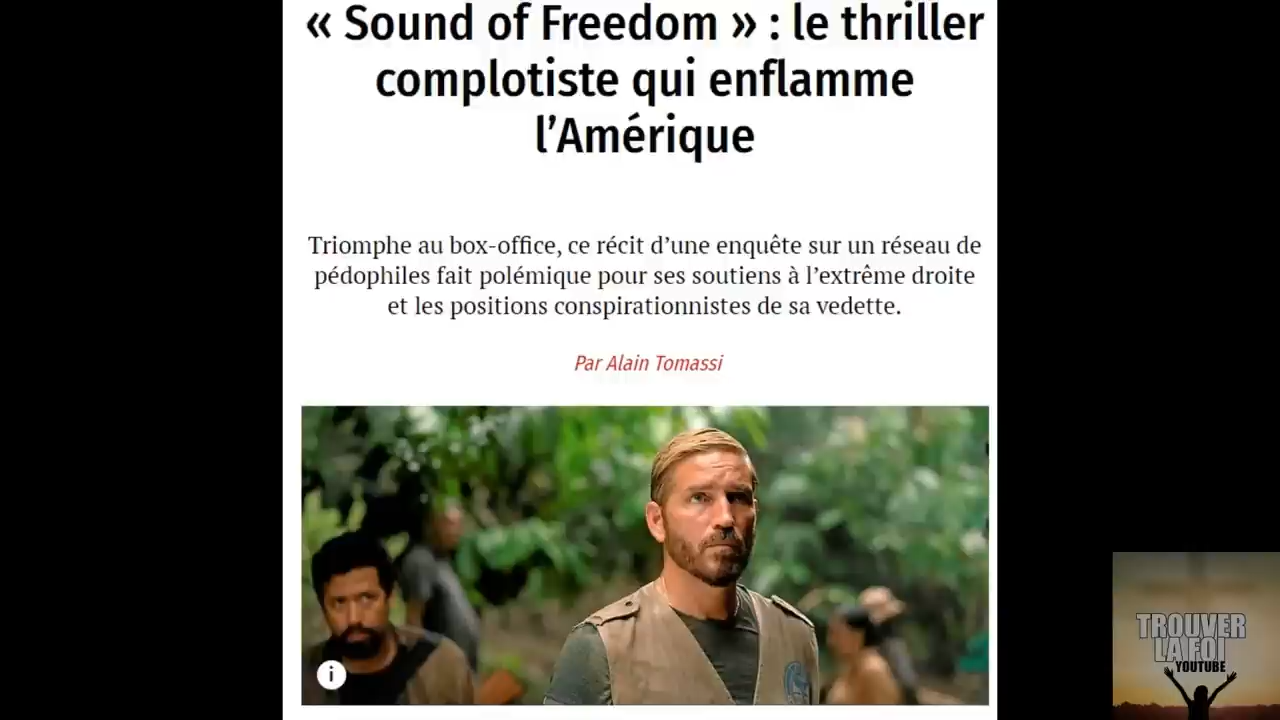 « Sound of Freedom » : le thriller
complotiste qui enflamme
l’Amérique
Triomphe au box-office, ce récit d’une enquête sur un réseau de
pédophiles fait polémique pour ses soutiens à l’extrême droite
et les positions conspirationnistes de sa vedette.
Par Alain Tomassi
i
TROUVER
LA FOI
YOUTUBE